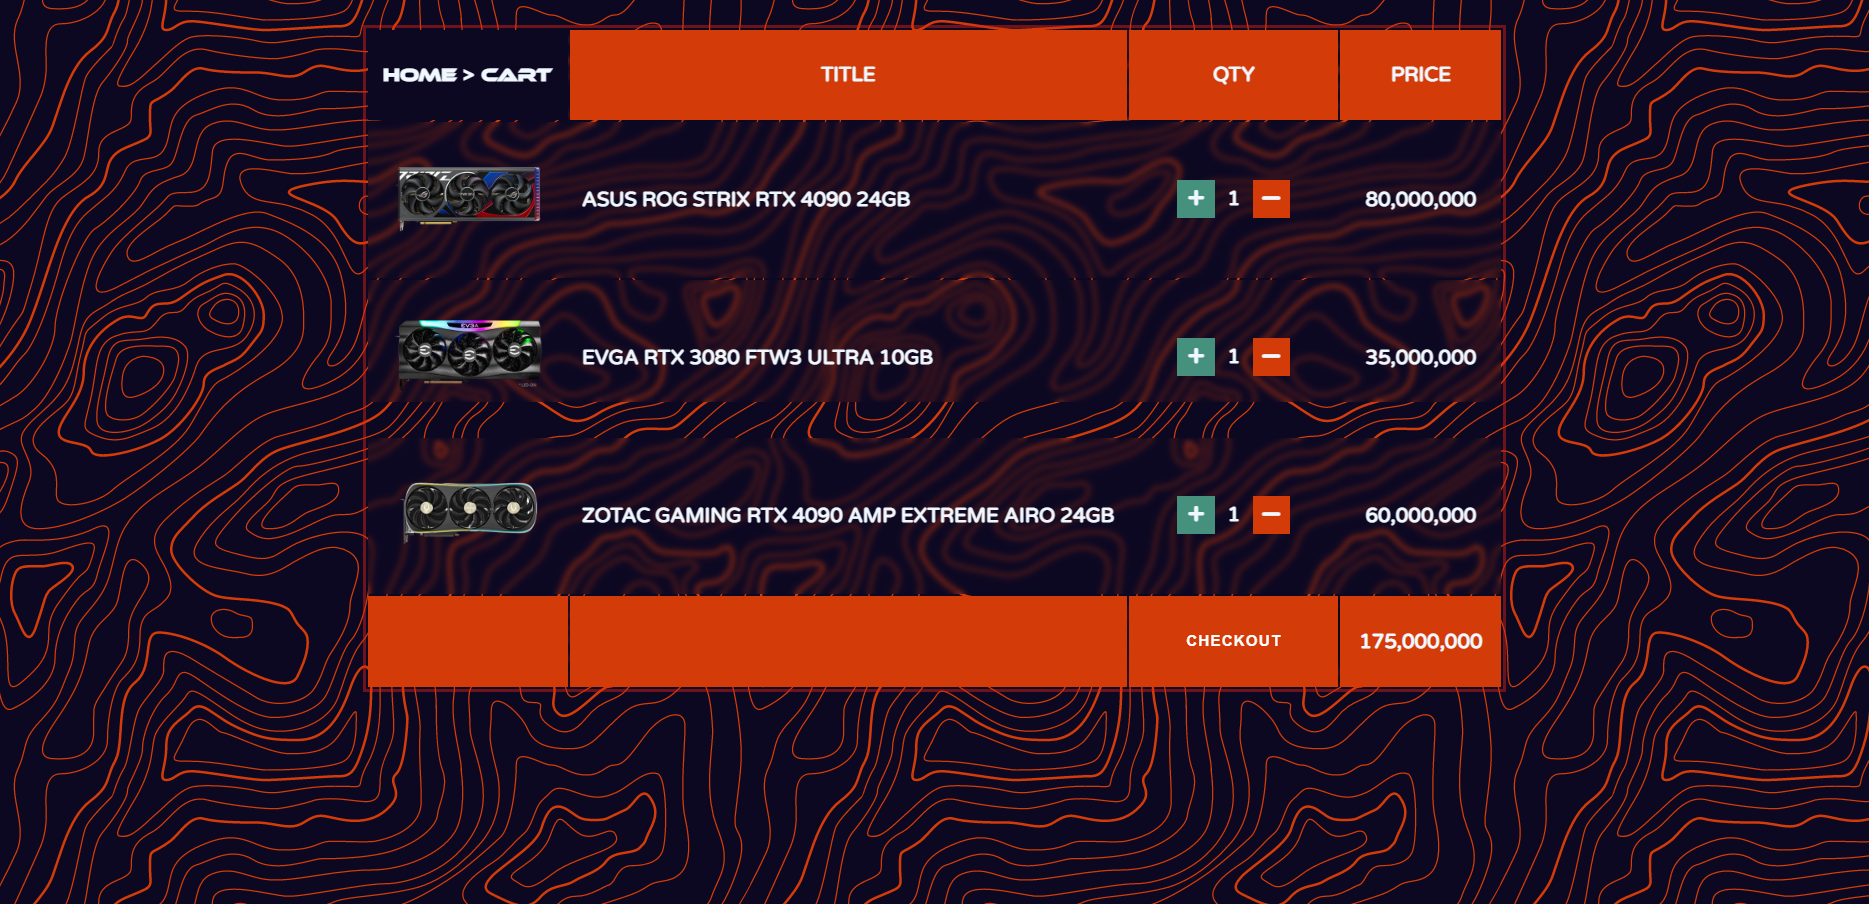 HOME > CART TITLE QTY PRICE
ASUS ROG STRIX RTX 4090 24GB + 1 − 80,000,000
EVGA
EVGA RTX 3080 FTW3 ULTRA 10GB + 1 − 35,000,000
ZOTAC GAMING RTX 4090 AMP EXTREME AIRO 24GB + 1 − 60,000,000
CHECKOUT 175,000,000